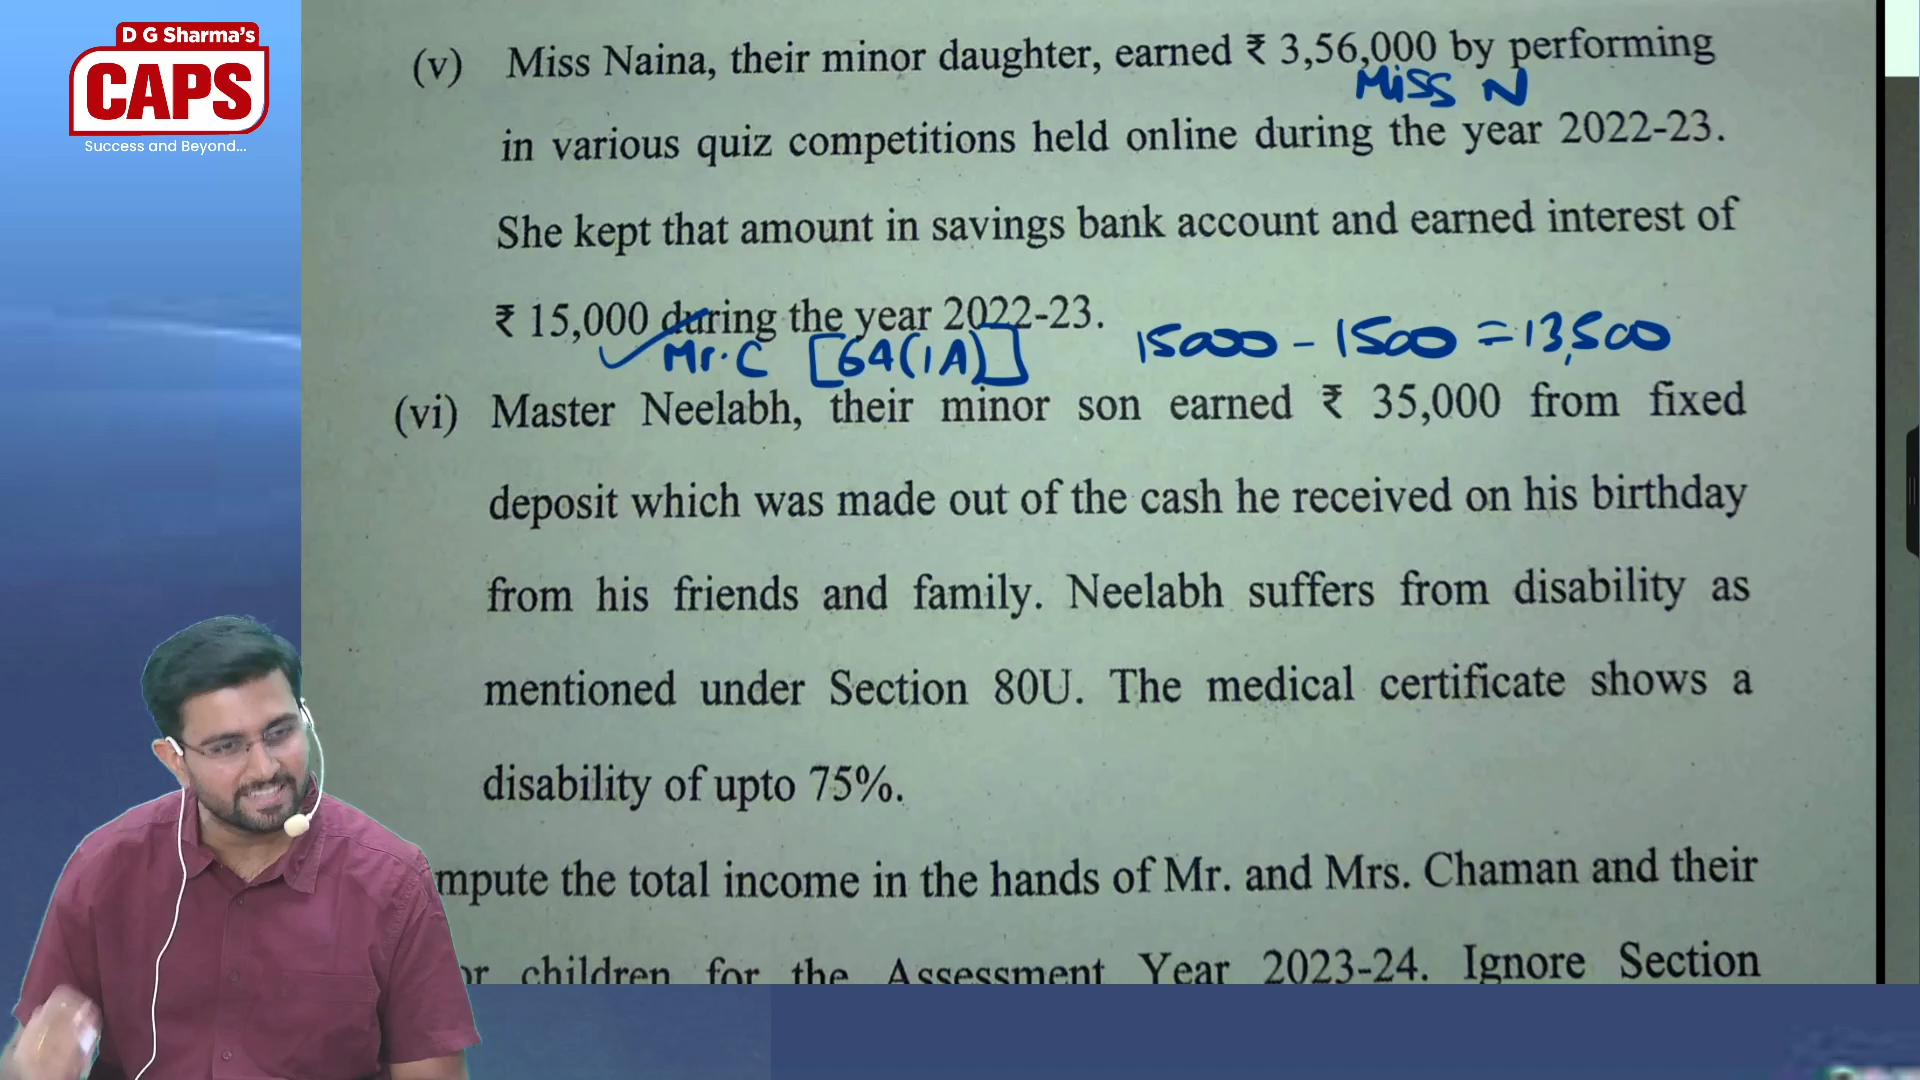 D G Sharma's
CAPS
Success and Beyond...
(v) Miss Naina, their minor daughter, earned ₹ 3,56,000 by performing
Miss N
in various quiz competitions held online during the year 2022-23.
She kept that amount in savings bank account and earned interest of
₹ 15,000 during the year 2022-23.
Mr. C [64(1A)] 15000 - 1500 = 13,500
(vi) Master Neelabh, their minor son earned ₹ 35,000 from fixed
deposit which was made out of the cash he received on his birthday
from his friends and family. Neelabh suffers from disability as
mentioned under Section 80U. The medical certificate shows a
disability of upto 75%.
mpute the total income in the hands of Mr. and Mrs. Chaman and their
or children for the Assessment Year 2023-24. Ignore Section